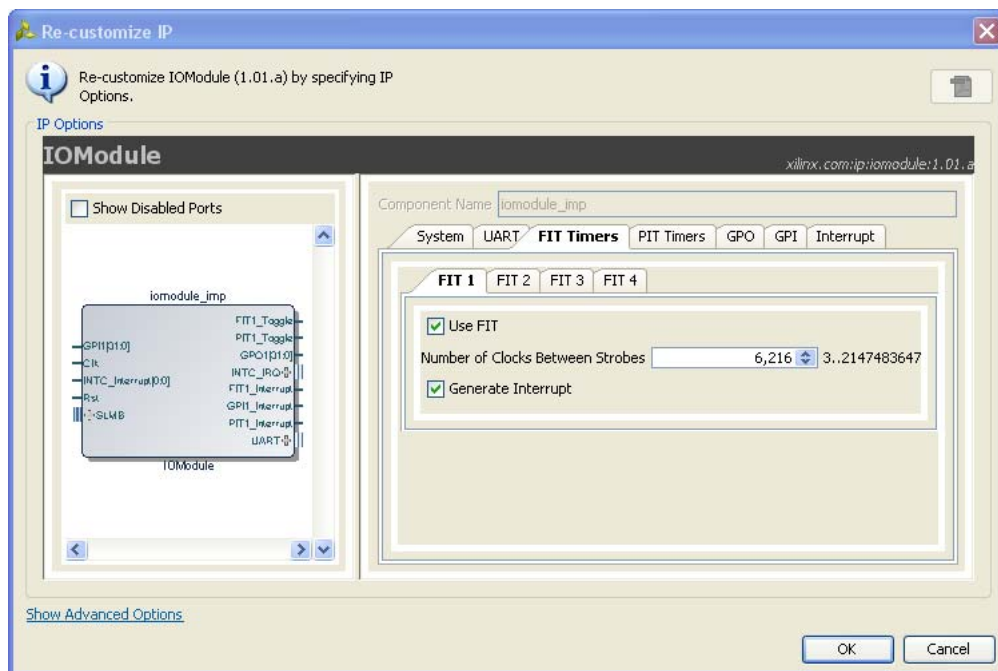 Re-customize IP
Re-customize IOModule (1.01.a) by specifying IP
Options.
IP Options
IOModule
xilinx.com:ip:iomodule:1.01.a
Show Disabled Ports
Component Name iomodule_imp
System UART FIT Timers PIT Timers GPO GPI Interrupt
FIT 1 FIT 2 FIT 3 FIT 4
Use FIT
Number of Clocks Between Strobes 6,216 3..2147483647
Generate Interrupt
iomodule_imp
GPI1[31:0]
Clk
INTC_Interrupt[0:0]
Rst
SLMB
FIT1_Toggle
PIT1_Toggle
GPO1[31:0]
INTC_IRQ
FIT1_Interrupt
GPI1_Interrupt
PIT1_Interrupt
UART
IOModule
Show Advanced Options
OK Cancel